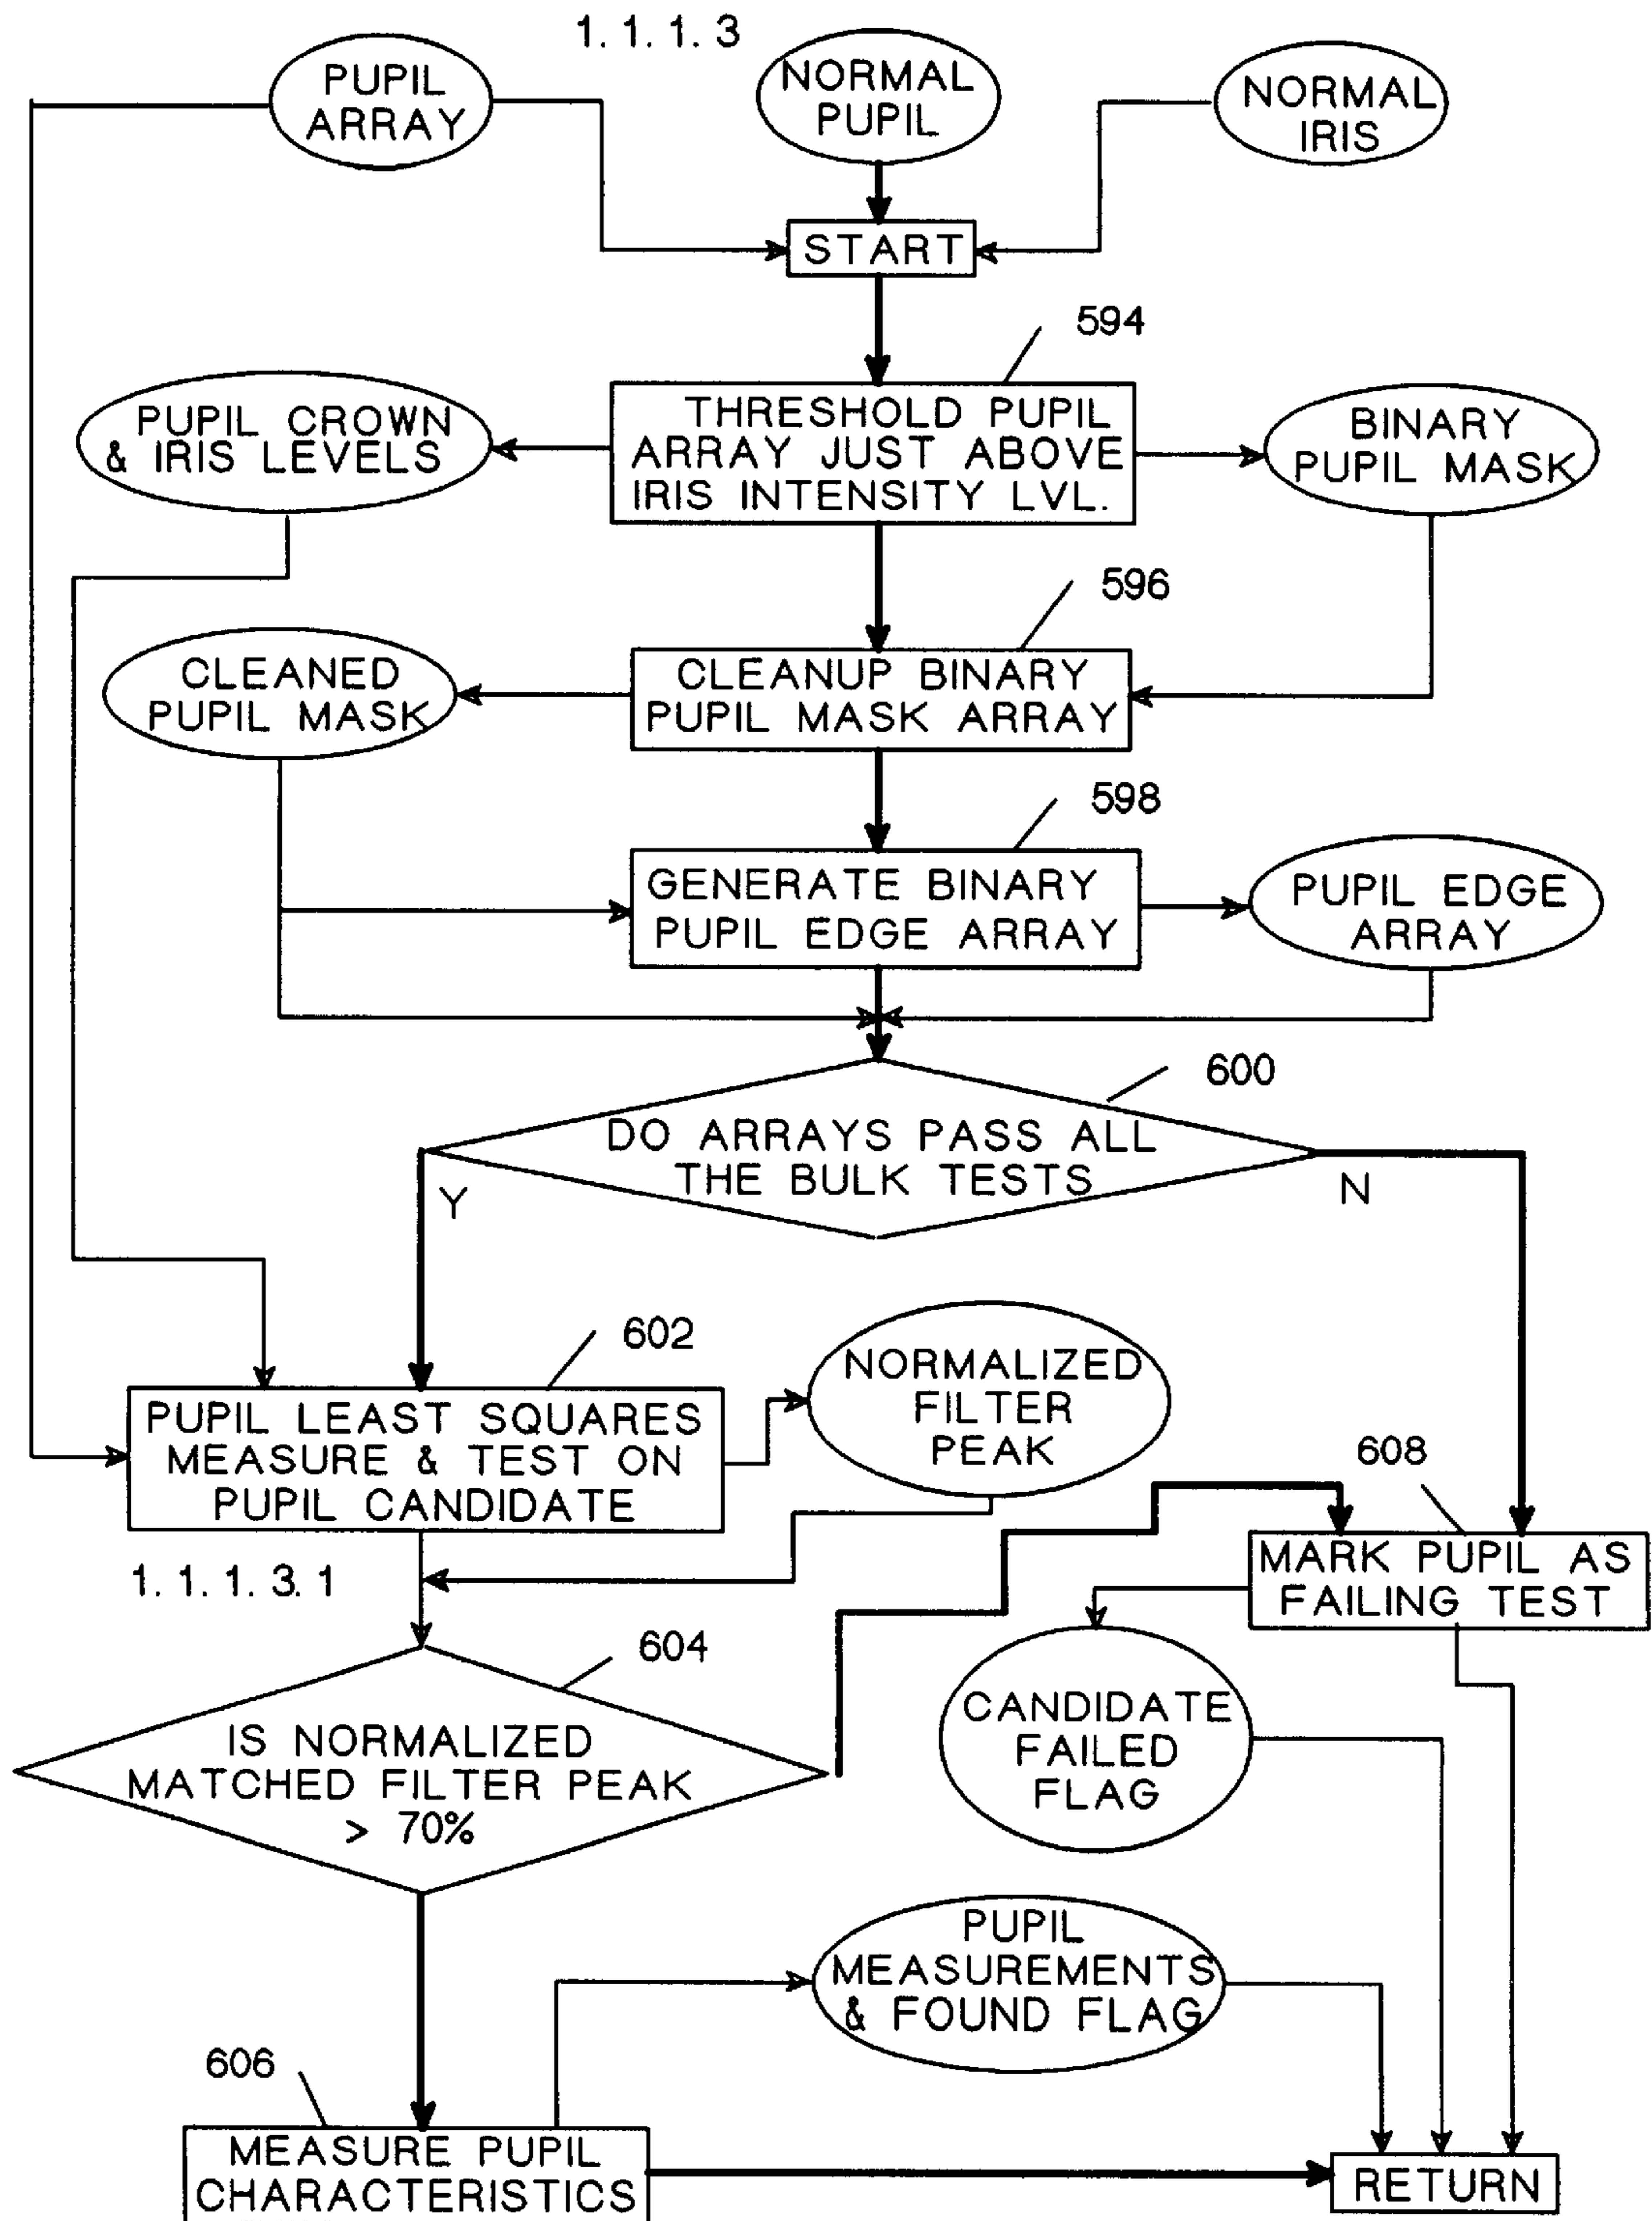 1. 1. 1. 3
PUPIL
ARRAY
NORMAL
PUPIL
NORMAL
IRIS
START
594
PUPIL CROWN
& IRIS LEVELS
THRESHOLD PUPIL
ARRAY JUST ABOVE
IRIS INTENSITY LVL.
BINARY
PUPIL MASK
596
CLEANED
PUPIL MASK
CLEANUP BINARY
PUPIL MASK ARRAY
598
GENERATE BINARY
PUPIL EDGE ARRAY
PUPIL EDGE
ARRAY
600
DO ARRAYS PASS ALL
THE BULK TESTS
Y
N
602
PUPIL LEAST SQUARES
MEASURE & TEST ON
PUPIL CANDIDATE
NORMALIZED
FILTER
PEAK
608
MARK PUPIL AS
FAILING TEST
1. 1. 1. 3. 1
604
IS NORMALIZED
MATCHED FILTER PEAK
> 70%
CANDIDATE
FAILED
FLAG
PUPIL
MEASUREMENTS
& FOUND FLAG
606
MEASURE PUPIL
CHARACTERISTICS
RETURN